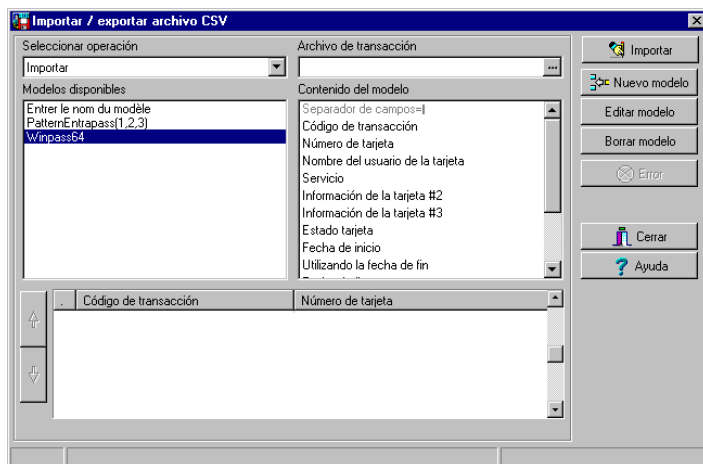 Importar / exportar archivo CSV
Seleccionar operación
Importar
Archivo de transacción
...
Modelos disponibles
Entrer le nom du modèle
PatternEntrapass(1,2,3)
Winpass64
Contenido del modelo
Separador de campos=|
Código de transacción
Número de tarjeta
Nombre del usuario de la tarjeta
Servicio
Información de la tarjeta #2
Información de la tarjeta #3
Estado tarjeta
Fecha de inicio
Utilizando la fecha de fin
Importar
Nuevo modelo
Editar modelo
Borrar modelo
Error
Cerrar
Ayuda
. Código de transacción Número de tarjeta